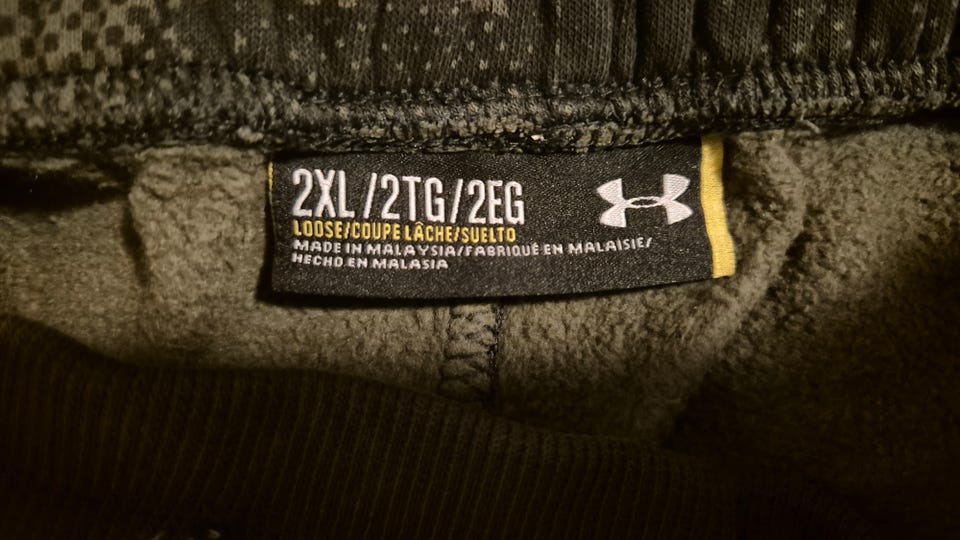 2XL/2TG/2EG
LOOSE/COUPE LÂCHE/SUELTO
MADE IN MALAYSIA/FABRIQUÉ EN MALAISIE/
HECHO EN MALASIA